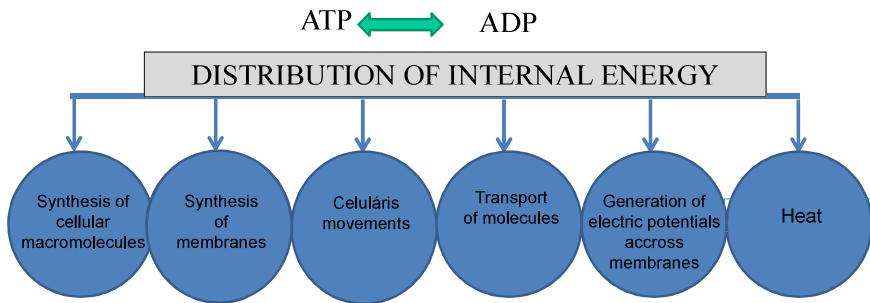 ATP ADP
DISTRIBUTION OF INTERNAL ENERGY
Synthesis of
cellular
macromolecules
Synthesis
of
membranes
Celuláris
movements
Transport
of molecules
Generation of
electric potentials
accross
membranes
Heat